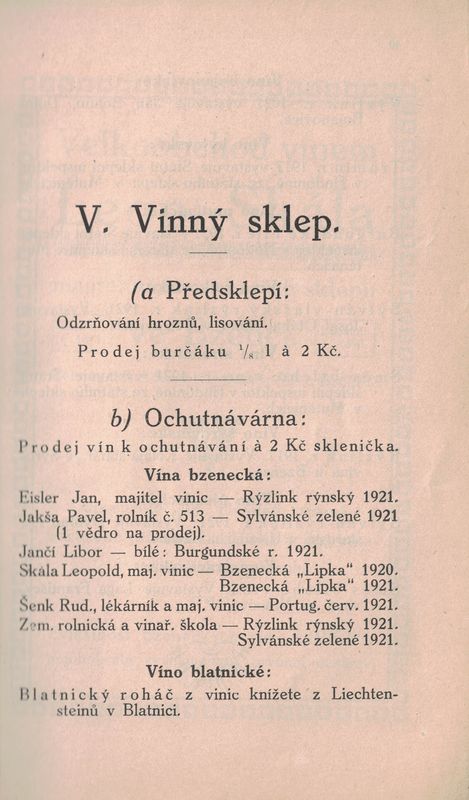 V. Vinný sklep.
(a Předsklepí:
Odzrňování hroznů, lisování.
Prodej burčáku ⅛ l à 2 Kč.
b) Ochutnávárna:
Prodej vín k ochutnávání à 2 Kč sklenička.
Vína bzenecká:
Eisler Jan, majitel vinic — Rýzlink rýnský 1921.
Jakša Pavel, rolník č. 513 — Sylvánské zelené 1921
(1 vědro na prodej).
Jančí Libor — bílé: Burgundské r. 1921.
Skála Leopold, maj. vinic — Bzenecká „Lipka" 1920.
Bzenecká „Lipka" 1921.
Šenk Rud., lékárník a maj. vinic — Portug. červ. 1921.
Zem. rolnická a vinař. škola — Rýzlink rýnský 1921.
Sylvánské zelené 1921.
Víno blatnické:
Blatnický roháč z vinic knížete z Liechten-
steinů v Blatnici.